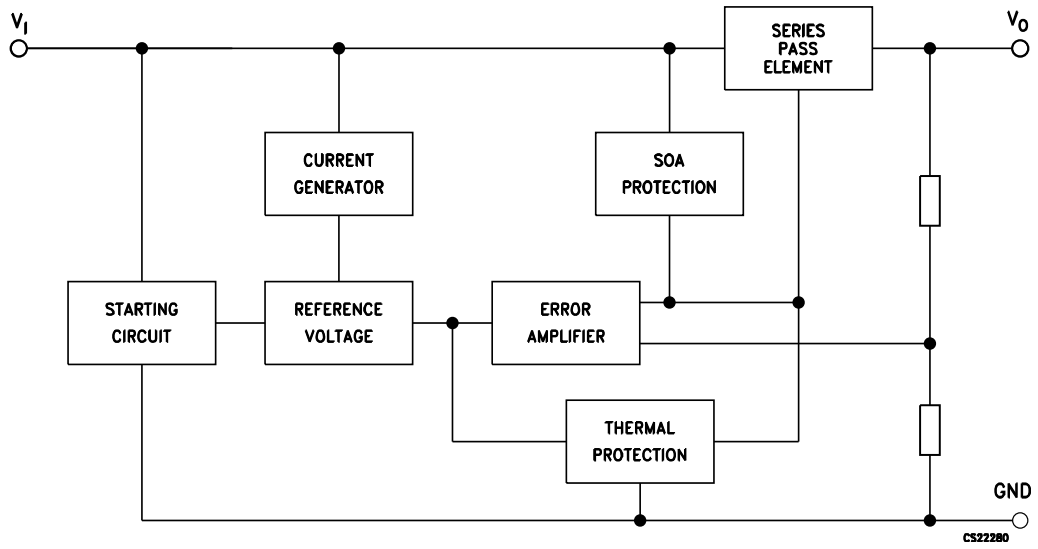 V_I
SERIES
PASS
ELEMENT
V_O
CURRENT
GENERATOR
SOA
PROTECTION
STARTING
CIRCUIT
REFERENCE
VOLTAGE
ERROR
AMPLIFIER
THERMAL
PROTECTION
GND
CS22280